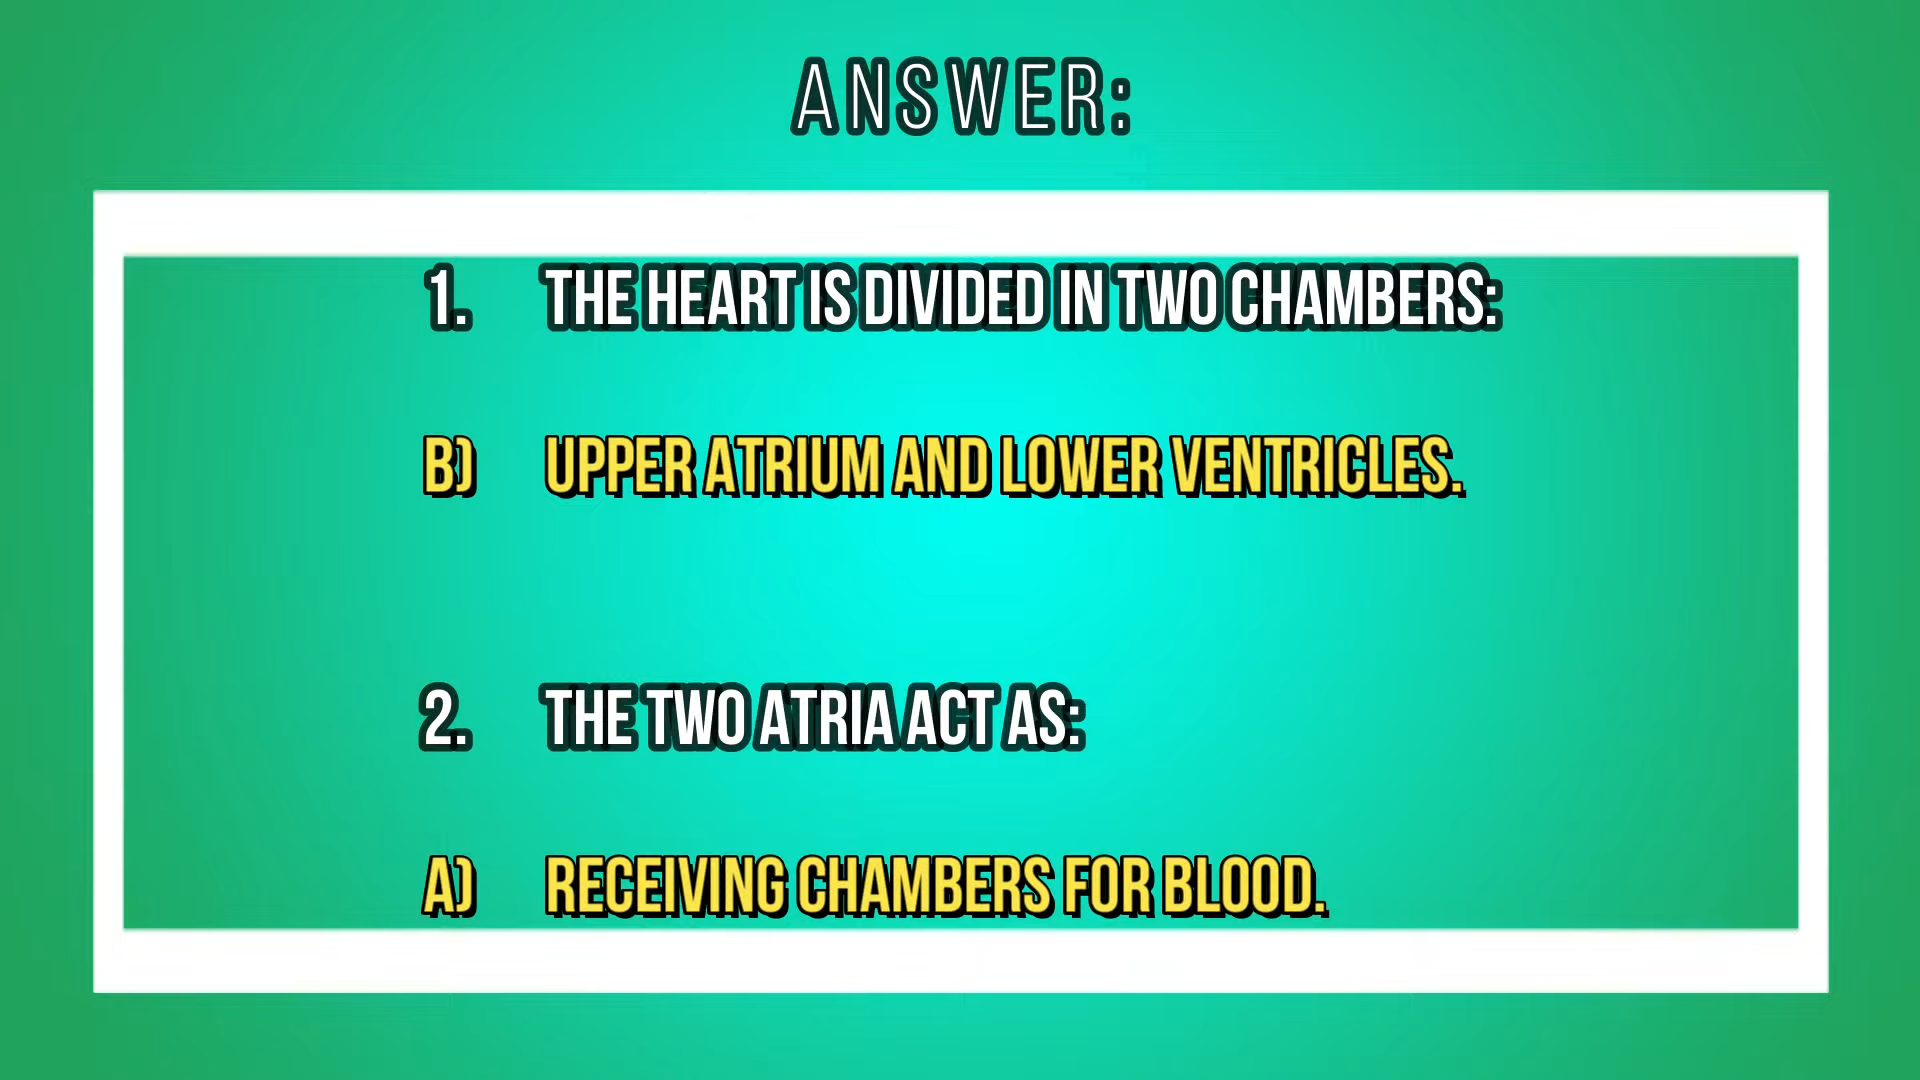 ANSWER:
1. THE HEART IS DIVIDED IN TWO CHAMBERS:
B) UPPER ATRIUM AND LOWER VENTRICLES.
2. THE TWO ATRIA ACT AS:
A) RECEIVING CHAMBERS FOR BLOOD.